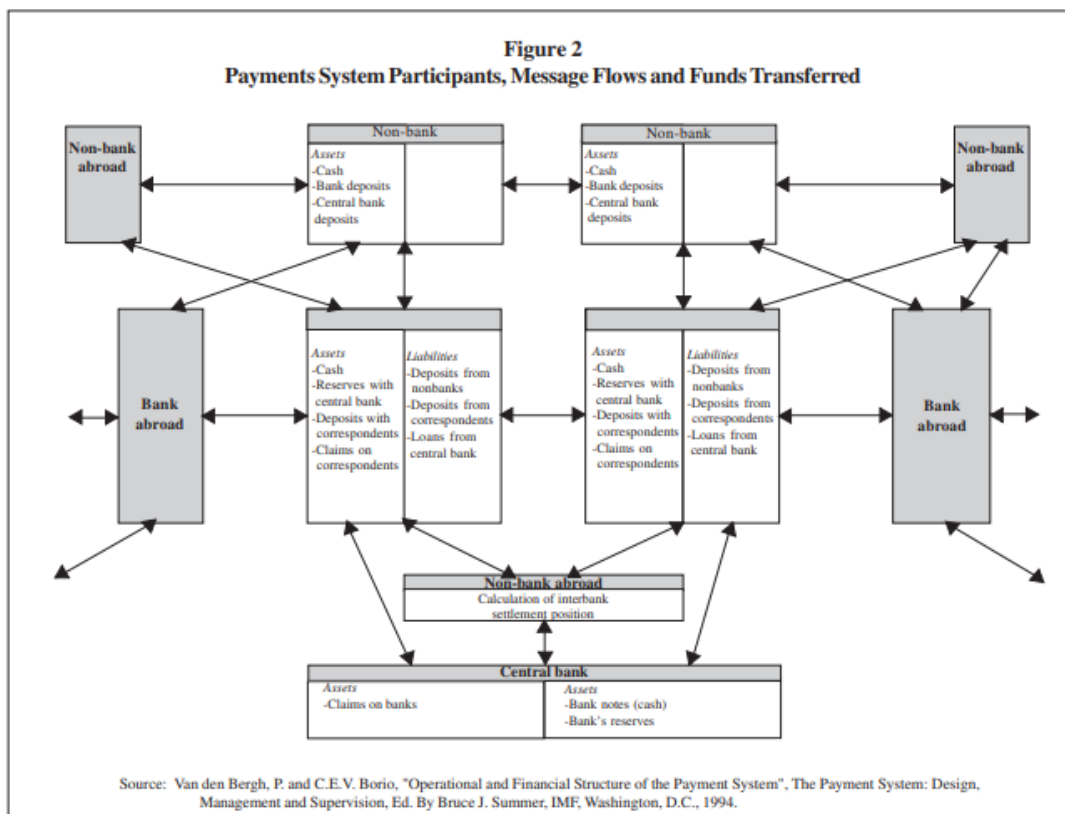 Figure 2
Payments System Participants, Message Flows and Funds Transferred
Non-bank
abroad
Non-bank
Assets
-Cash
-Bank deposits
-Central bank
deposits
Non-bank
Assets
-Cash
-Bank deposits
-Central bank
deposits
Non-bank
abroad
Bank
abroad
Assets
-Cash
-Reserves with
central bank
-Deposits with
correspondents
-Claims on
correspondents
Liabilities
-Deposits from
nonbanks
-Deposits from
correspondents
-Loans from
central bank
Assets
-Cash
-Reserves with
central bank
-Deposits with
correspondents
-Claims on
correspondents
Liabilities
-Deposits from
nonbanks
-Deposits from
correspondents
-Loans from
central bank
Bank
abroad
Non-bank abroad
Calculation of interbank
settlement position
Central bank
Assets
-Claims on banks
Assets
-Bank notes (cash)
-Bank's reserves
Source: Van den Bergh, P. and C.E.V. Borio, "Operational and Financial Structure of the Payment System", The Payment System: Design,
Management and Supervision, Ed. By Bruce J. Summer, IMF, Washington, D.C., 1994.